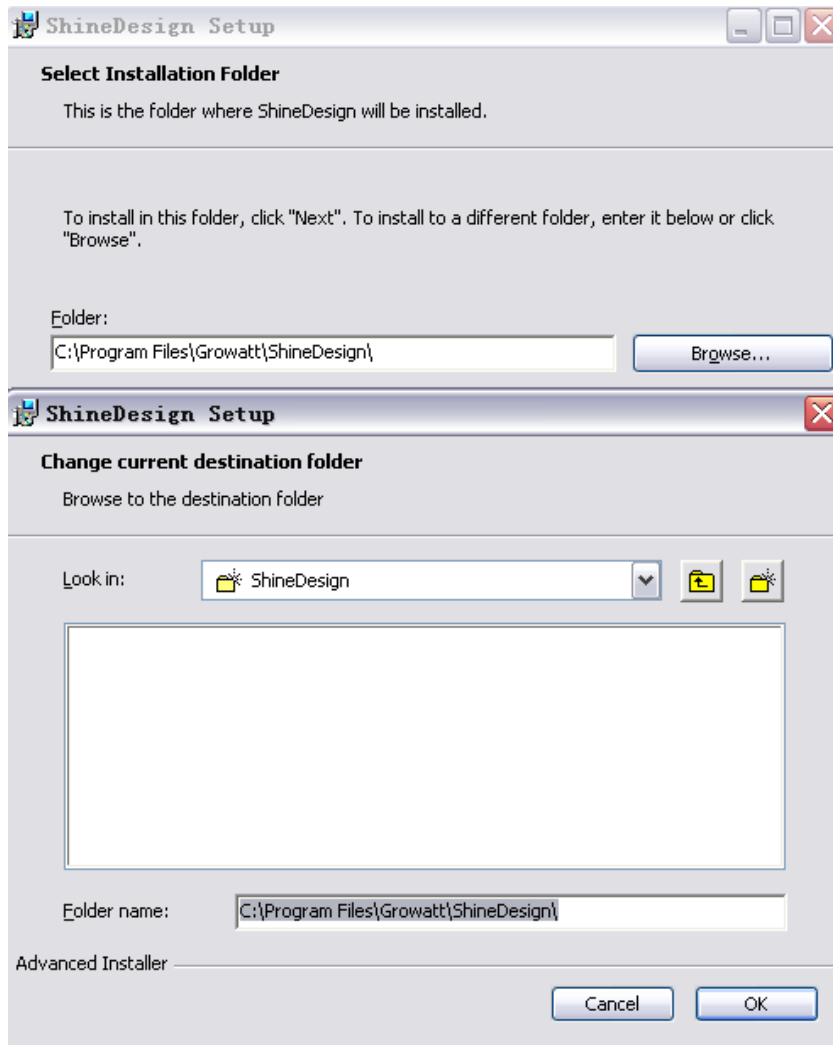 ShineDesign Setup
Select Installation Folder
This is the folder where ShineDesign will be installed.
To install in this folder, click "Next". To install to a different folder, enter it below or click
"Browse".
Folder:
C:\Program Files\Growatt\ShineDesign\
Browse...
ShineDesign Setup
Change current destination folder
Browse to the destination folder
Look in:
ShineDesign
Folder name:
C:\Program Files\Growatt\ShineDesign\
Advanced Installer
Cancel
OK